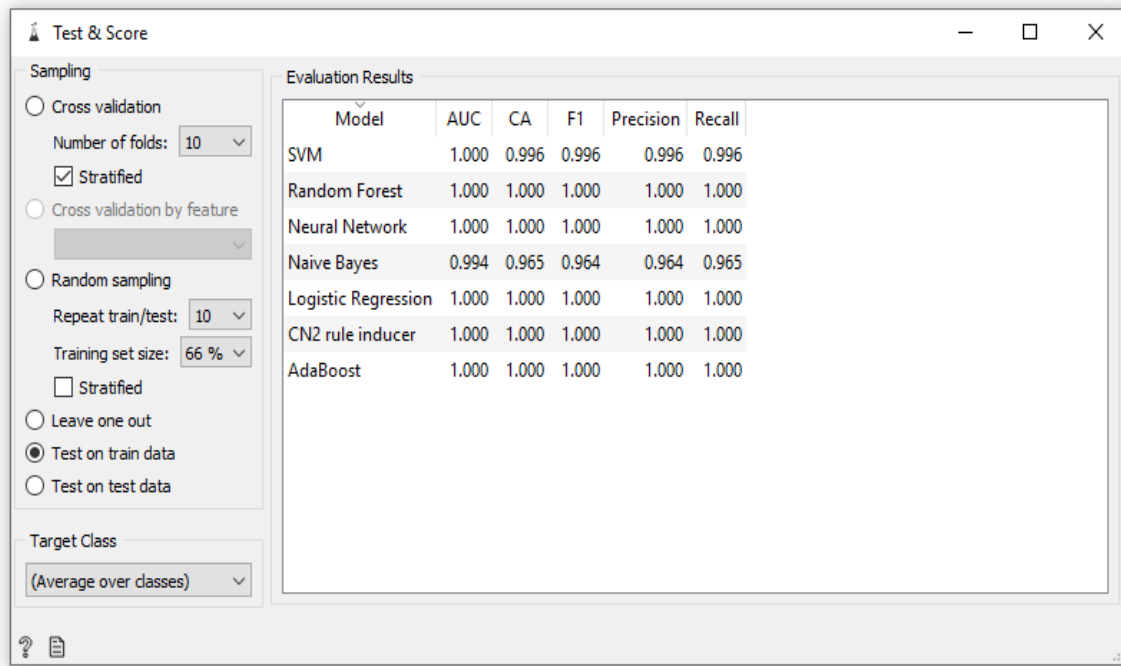 Test & Score
Sampling
Cross validation
Number of folds: 10
Stratified
Cross validation by feature
Random sampling
Repeat train/test: 10
Training set size: 66 %
Stratified
Leave one out
Test on train data
Test on test data
Target Class
(Average over classes)
Evaluation Results
Model AUC CA F1 Precision Recall
SVM 1.000 0.996 0.996 0.996 0.996
Random Forest 1.000 1.000 1.000 1.000 1.000
Neural Network 1.000 1.000 1.000 1.000 1.000
Naive Bayes 0.994 0.965 0.964 0.964 0.965
Logistic Regression 1.000 1.000 1.000 1.000 1.000
CN2 rule inducer 1.000 1.000 1.000 1.000 1.000
AdaBoost 1.000 1.000 1.000 1.000 1.000
?